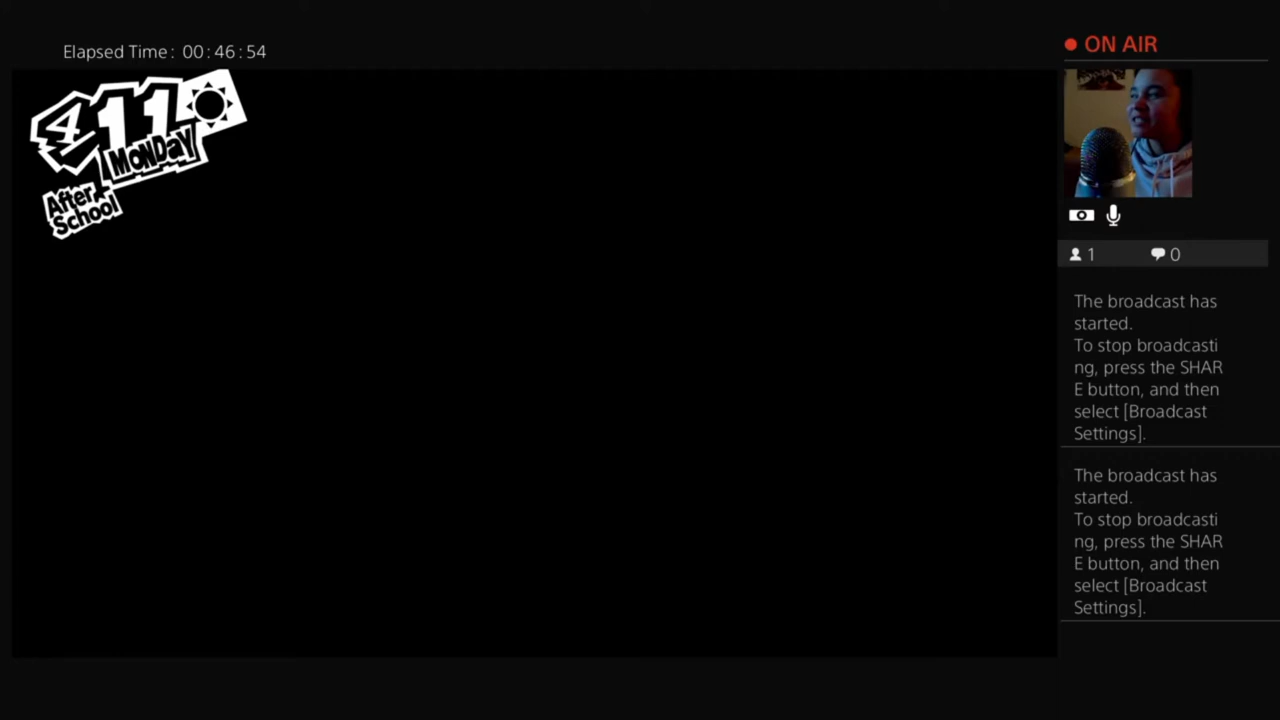 Elapsed Time: 00:46:54
ON AIR
4 11
MONDAY
After
School
1 0
The broadcast has
started.
To stop broadcasti
ng, press the SHAR
E button, and then
select [Broadcast
Settings].
The broadcast has
started.
To stop broadcasti
ng, press the SHAR
E button, and then
select [Broadcast
Settings].